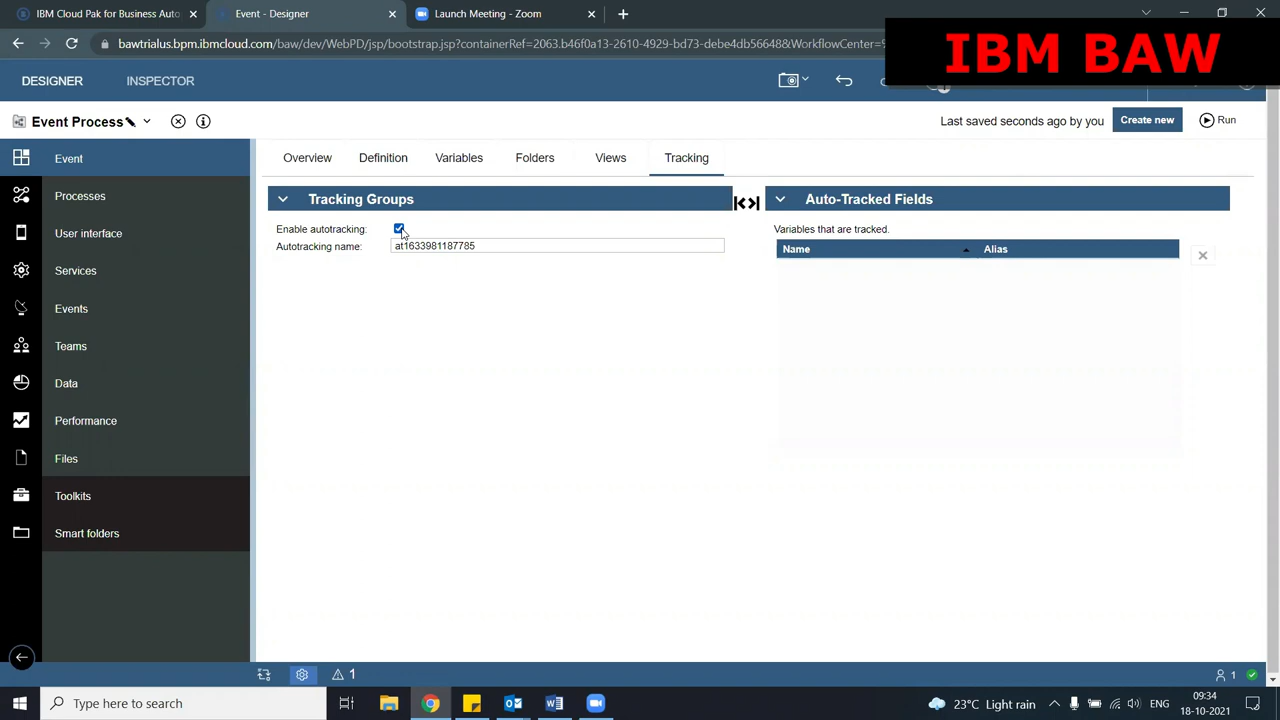 IBM Cloud Pak for Business Auto
Event - Designer
Launch Meeting - Zoom
bawtrialus.bpm.ibmcloud.com/baw/dev/WebPD/jsp/bootstrap.jsp?containerRef=2063.b46f0a13-2610-4929-bd73-debe4db56648&WorkflowCenter=
IBM BAW
DESIGNER
INSPECTOR
Event Process
Last saved seconds ago by you
Create new
Run
Event
Processes
User interface
Services
Events
Teams
Data
Performance
Files
Toolkits
Smart folders
Overview
Definition
Variables
Folders
Views
Tracking
Tracking Groups
Enable autotracking:
Autotracking name:
at1633981187785
Auto-Tracked Fields
Variables that are tracked.
Name
Alias
1
1
Type here to search
23°C Light rain
ENG
09:34
18-10-2021